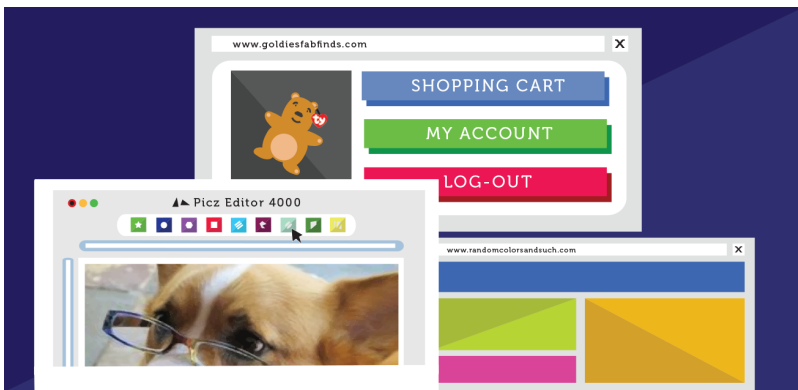 www.goldiesfabfinds.com
X
SHOPPING CART
ty
MY ACCOUNT
LOG-OUT
Picz Editor 4000
www.randomcolorsandsuch.com
X